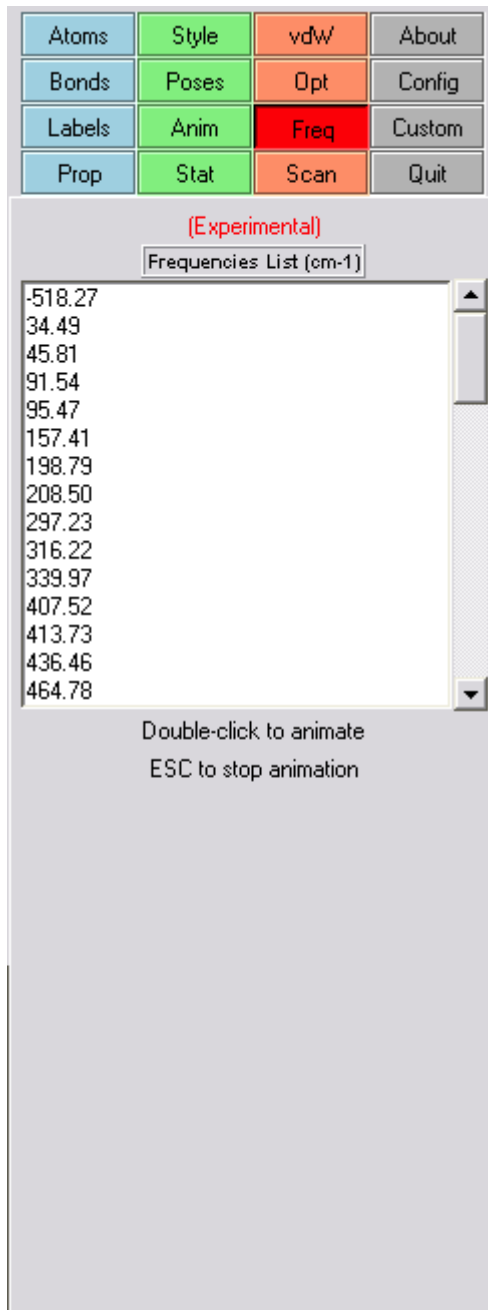 Atoms Style vdW About
Bonds Poses Opt Config
Labels Anim Freq Custom
Prop Stat Scan Quit
(Experimental)
Frequencies List (cm-1)
-518.27
34.49
45.81
91.54
95.47
157.41
198.79
208.50
297.23
316.22
339.97
407.52
413.73
436.46
464.78
Double-click to animate
ESC to stop animation